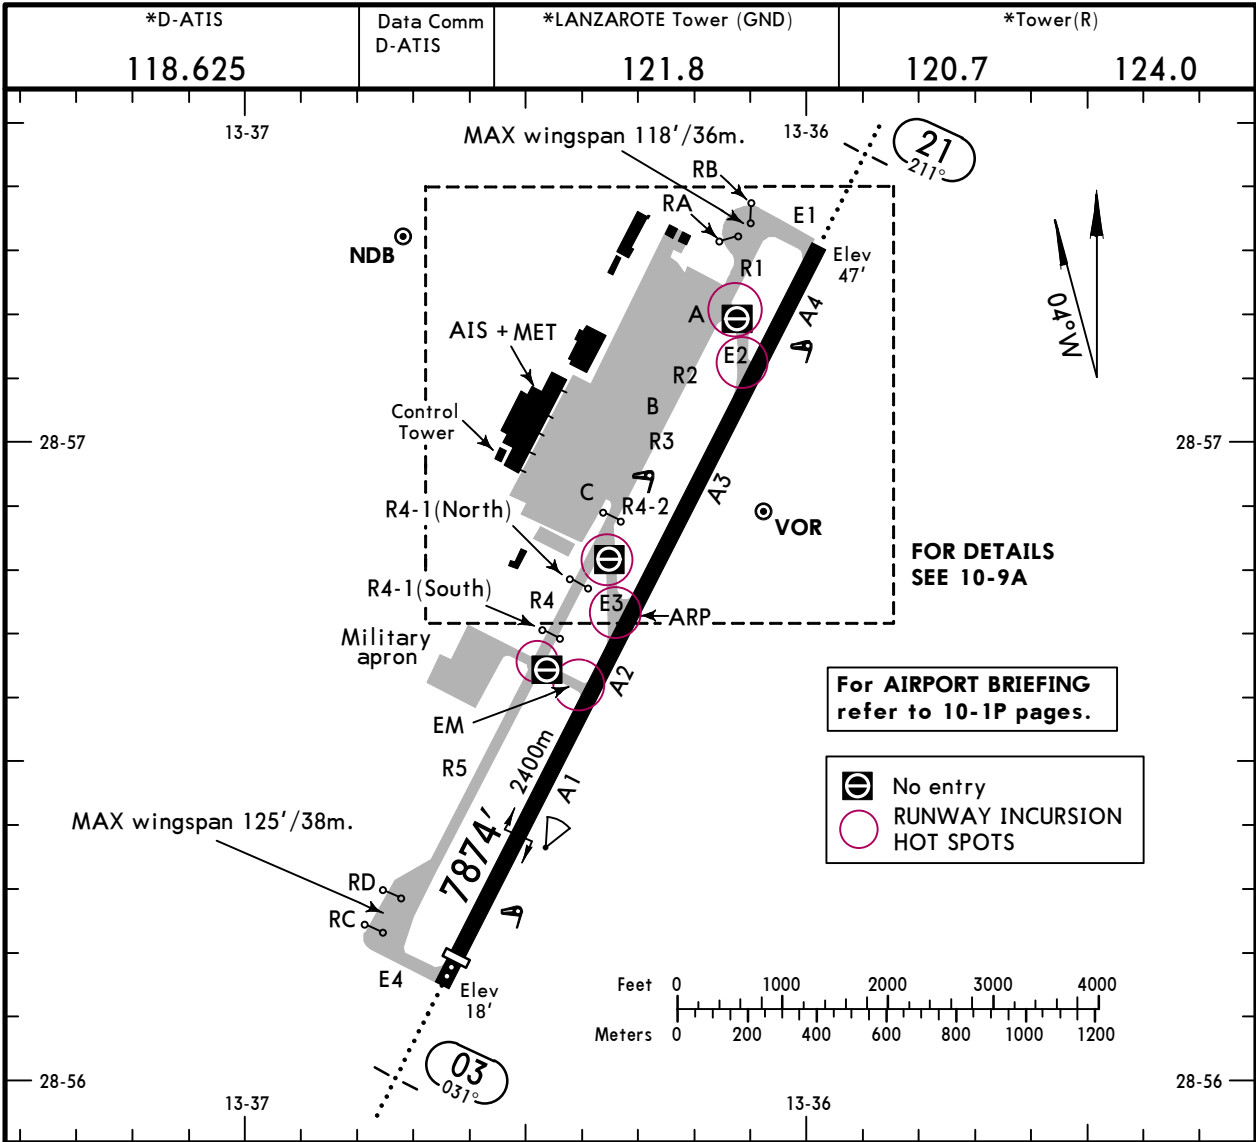 *D-ATIS
118.625
Data Comm
D-ATIS
*LANZAROTE Tower (GND)
121.8
*Tower(R)
120.7 124.0
13-37
13-36
MAX wingspan 118'/36m.
21
211°
RB
RA
E1
NDB
Elev
47'
R1
A4
04°W
A
AIS + MET
E2
R2
B
Control
Tower
R3
28-57
28-57
A3
C
R4-1(North)
R4-2
VOR
FOR DETAILS
SEE 10-9A
R4-1(South)
R4
E3
ARP
Military
apron
A2
For AIRPORT BRIEFING
refer to 10-1P pages.
EM
R5
2400m
A1
No entry
RUNWAY INCURSION
HOT SPOTS
MAX wingspan 125'/38m.
7874'
RD
RC
E4
Elev
18'
Feet 0 1000 2000 3000 4000
Meters 0 200 400 600 800 1000 1200
03
031°
28-56
28-56
13-37
13-36